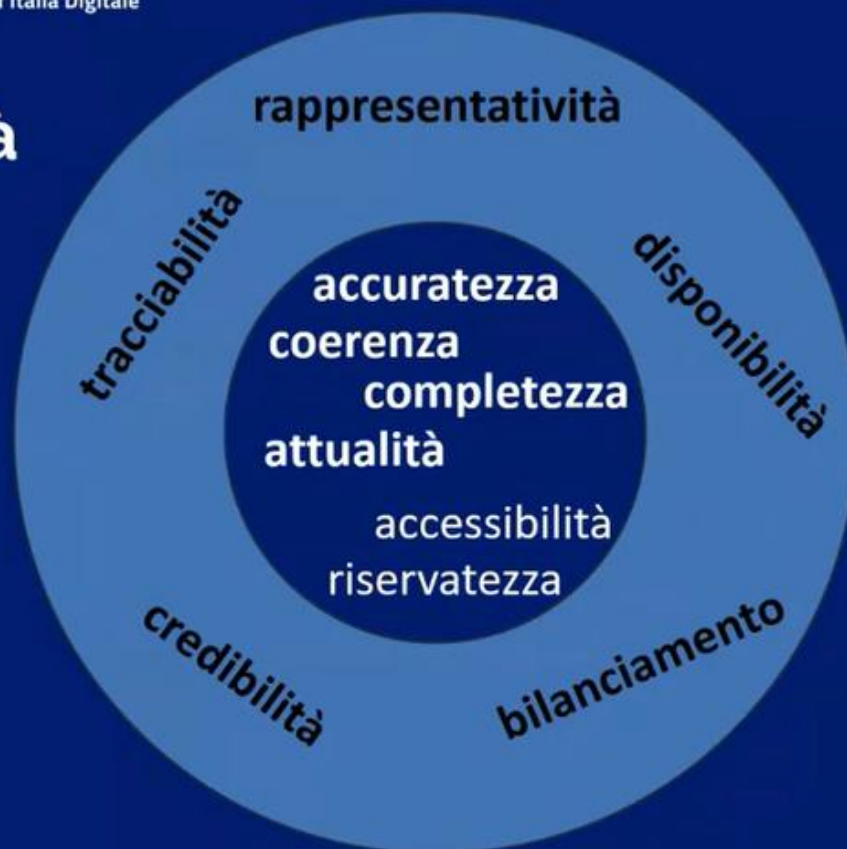 Italia Digitale
à
rappresentatività
tracciabilità
disponibilità
accuratezza
coerenza
completezza
attualità
accessibilità
riservatezza
credibilità
bilanciamento